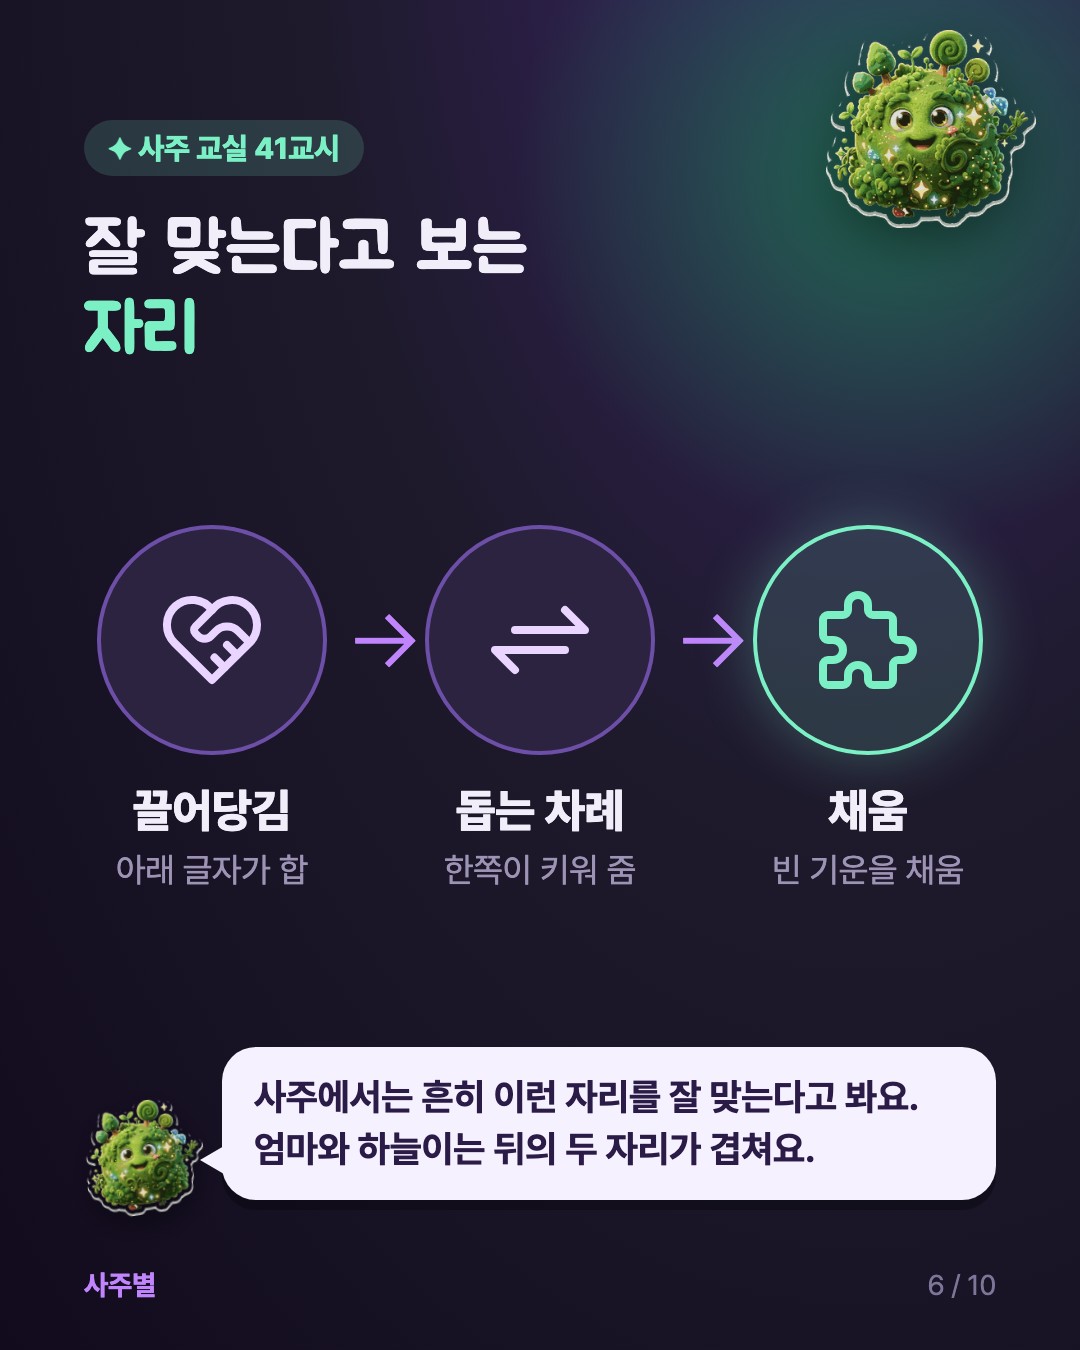 사주 교실 41교시
잘 맞는다고 보는
자리
끌어당김
아래 글자가 합
돕는 차례
한쪽이 키워 줌
채움
빈 기운을 채움
사주에서는 흔히 이런 자리를 잘 맞는다고 봐요.
엄마와 하늘이는 뒤의 두 자리가 겹쳐요.
사주별
6 / 10